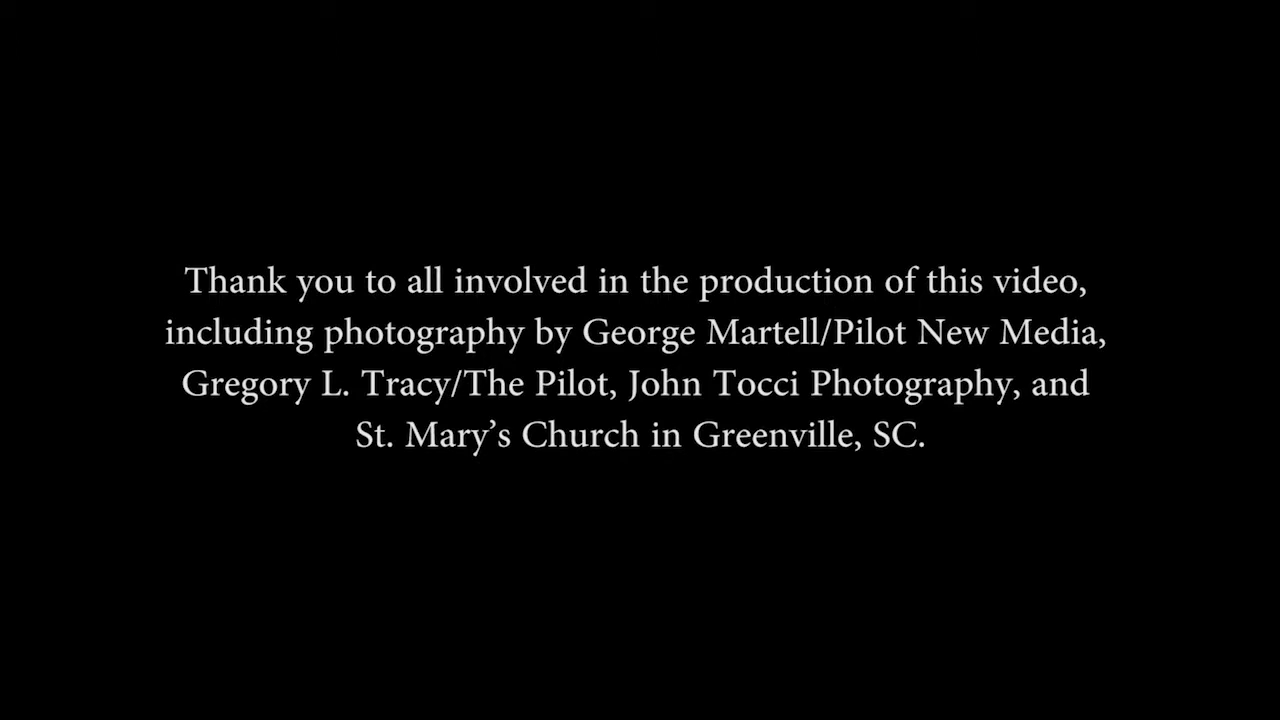 Thank you to all involved in the production of this video,
including photography by George Martell/Pilot New Media,
Gregory L. Tracy/The Pilot, John Tocci Photography, and
St. Mary’s Church in Greenville, SC.